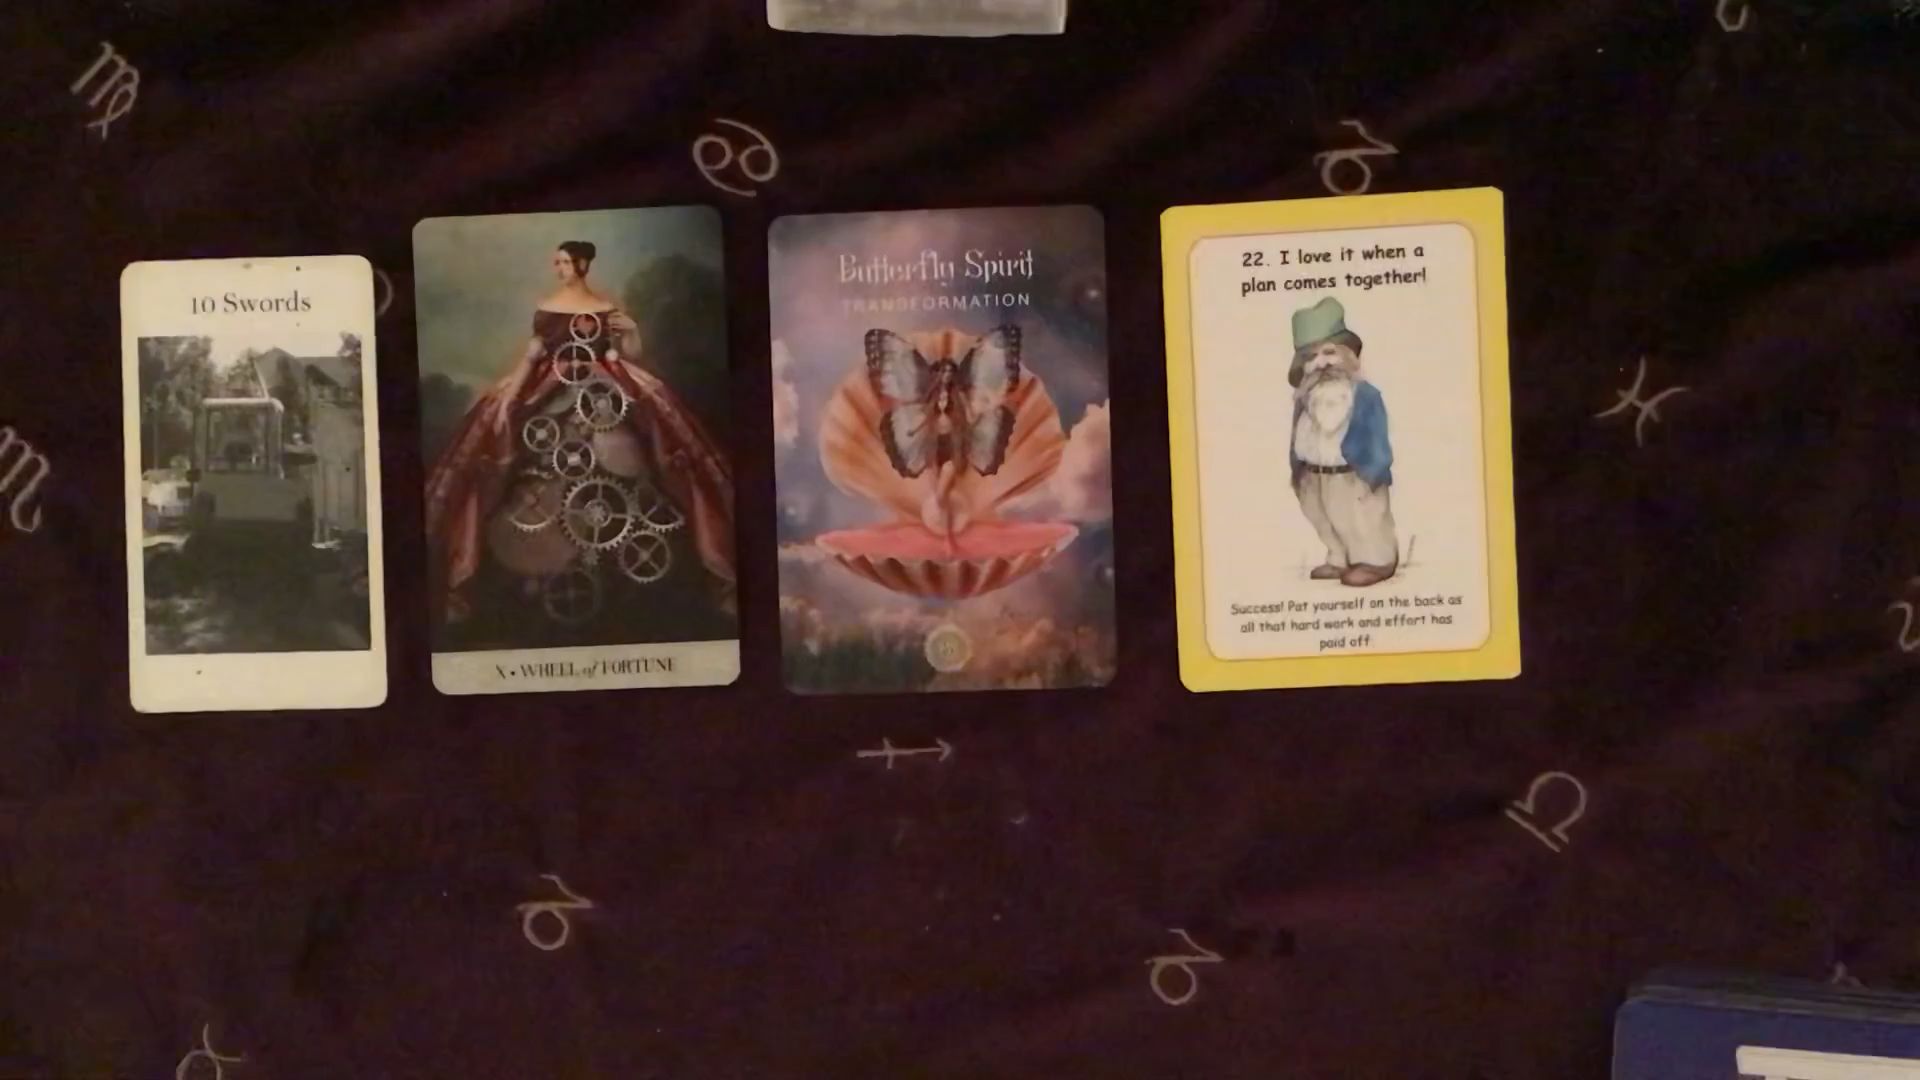 10 Swords
X • WHEEL of FORTUNE
Butterfly Spirit
TRANSFORMATION
22. I love it when a
plan comes together!
Success! Pat yourself on the back as
all that hard work and effort has
paid off.